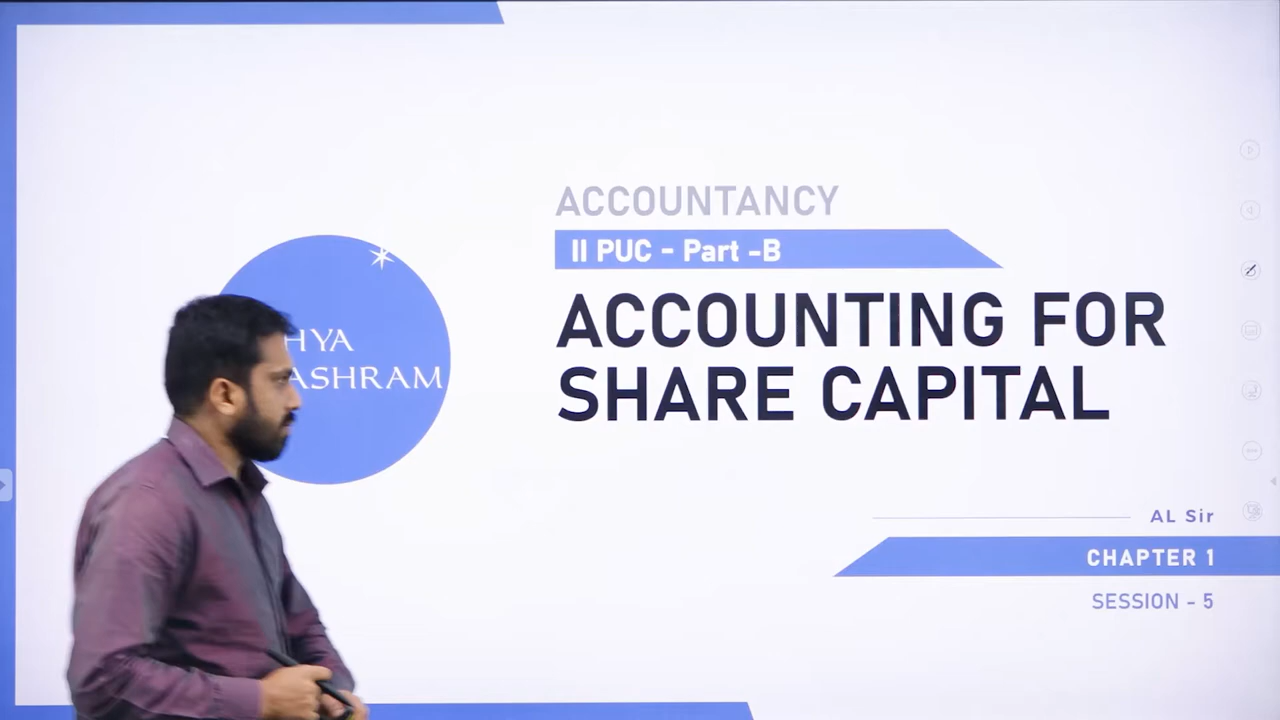 ACCOUNTANCY
II PUC - Part -B
ACCOUNTING FOR
SHARE CAPITAL
HYA
ASHRAM
AL Sir
CHAPTER 1
SESSION - 5